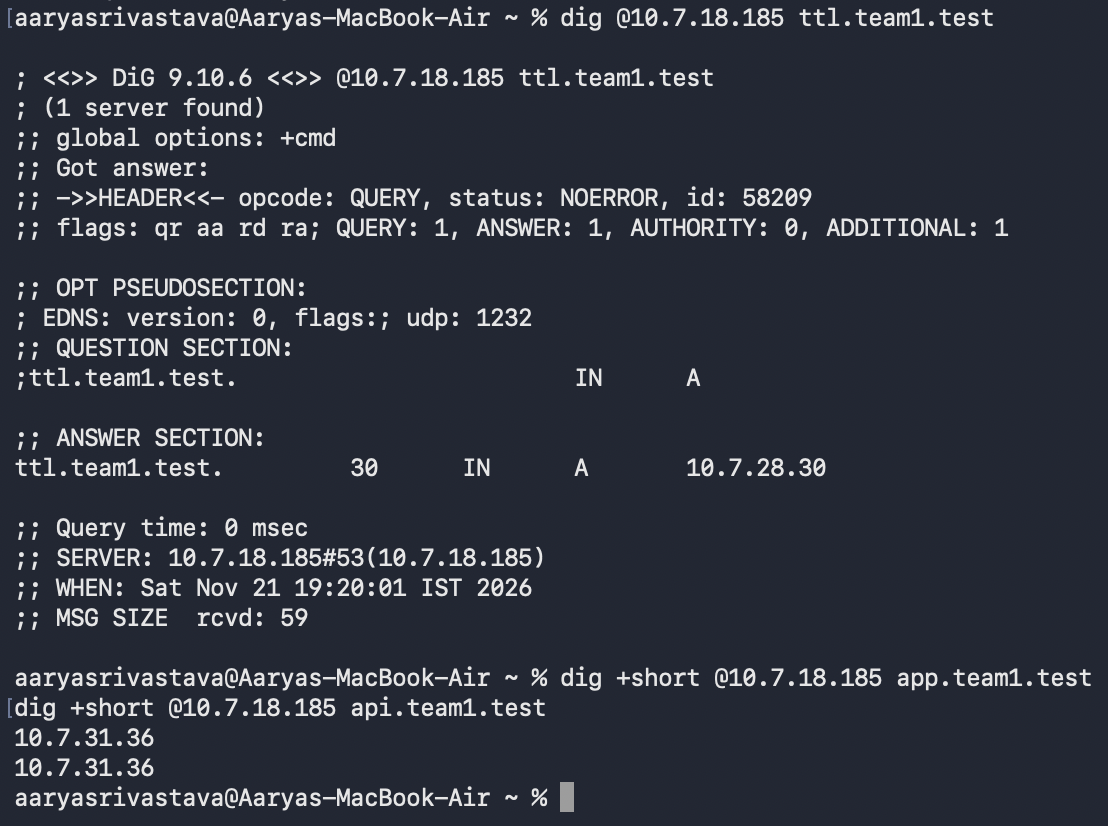 [aaryasrivastava@Aaryas-MacBook-Air ~ % dig @10.7.18.185 ttl.team1.test
; <<>> DiG 9.10.6 <<>> @10.7.18.185 ttl.team1.test
; (1 server found)
;; global options: +cmd
;; Got answer:
;; ->>HEADER<<- opcode: QUERY, status: NOERROR, id: 58209
;; flags: qr aa rd ra; QUERY: 1, ANSWER: 1, AUTHORITY: 0, ADDITIONAL: 1
;; OPT PSEUDOSECTION:
; EDNS: version: 0, flags:; udp: 1232
;; QUESTION SECTION:
;ttl.team1.test. IN A
;; ANSWER SECTION:
ttl.team1.test. 30 IN A 10.7.28.30
;; Query time: 0 msec
;; SERVER: 10.7.18.185#53(10.7.18.185)
;; WHEN: Sat Nov 21 19:20:01 IST 2026
;; MSG SIZE  rcvd: 59
aaryasrivastava@Aaryas-MacBook-Air ~ % dig +short @10.7.18.185 app.team1.test
[dig +short @10.7.18.185 api.team1.test
10.7.31.36
10.7.31.36
aaryasrivastava@Aaryas-MacBook-Air ~ %